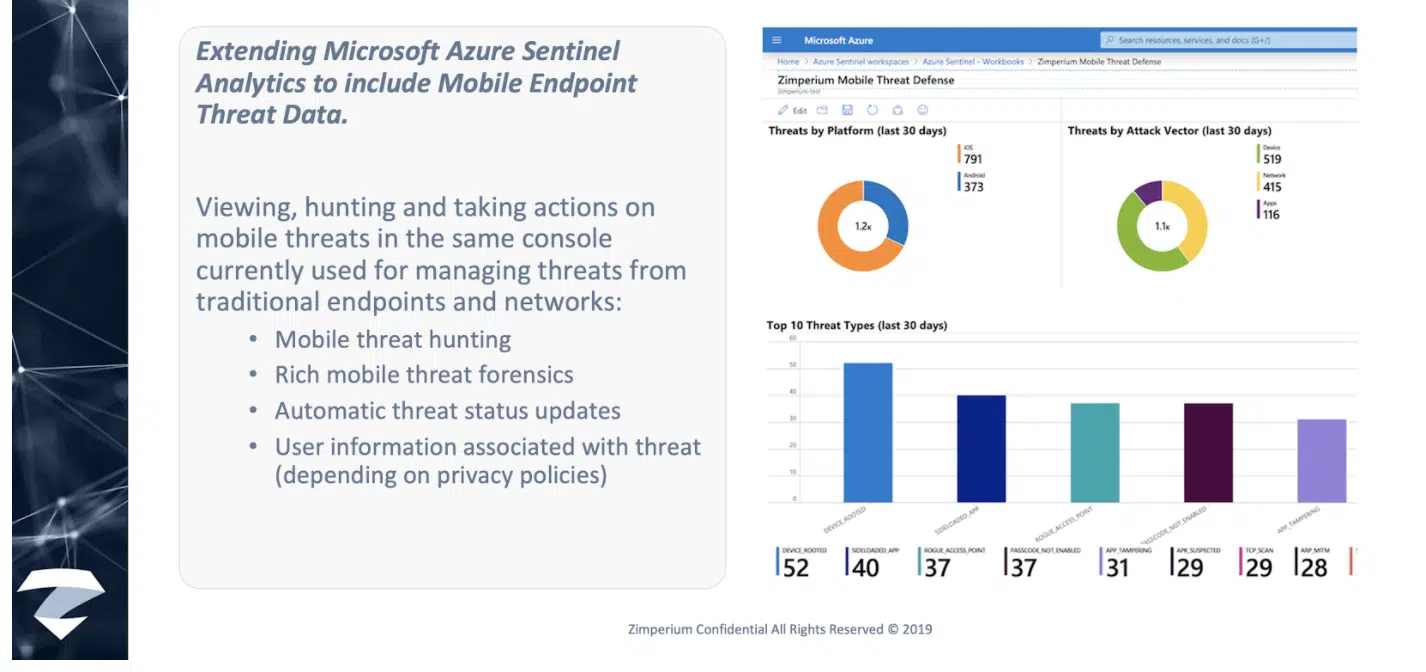 Extending Microsoft Azure Sentinel
Analytics to include Mobile Endpoint
Threat Data.
Viewing, hunting and taking actions on
mobile threats in the same console
currently used for managing threats from
traditional endpoints and networks:
• Mobile threat hunting
• Rich mobile threat forensics
• Automatic threat status updates
• User information associated with threat
(depending on privacy policies)
Microsoft Azure
Search resources, services, and docs (G+/)
Home > Azure Sentinel workspaces > Azure Sentinel - Workbooks > Zimperium Mobile Threat Defense
Zimperium Mobile Threat Defense
zimperium-test
Edit
Threats by Platform (last 30 days)
iOS
791
Android
373
1.2K
Threats by Attack Vector (last 30 days)
Device
519
Network
415
Apps
116
1.1K
Top 10 Threat Types (last 30 days)
60
50
40
30
20
10
0
DEVICE_ROOTED
SIDELOADED_APP
ROGUE_ACCESS_POINT
PASSCODE_NOT_ENABLED
APP_TAMPERING
DEVICE_ROOTED
52
SIDELOADED_APP
40
ROGUE_ACCESS_POINT
37
PASSCODE_NOT_ENABLED
37
APP_TAMPERING
31
APK_SUSPECTED
29
TCP_SCAN
29
ARP_MITM
28
Zimperium Confidential All Rights Reserved © 2019